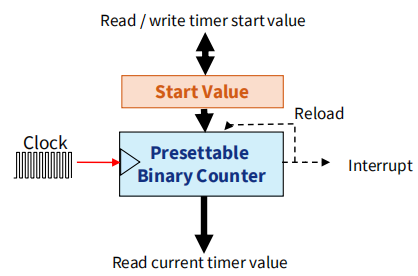 Read / write timer start value
Start Value
Reload
Clock
Presettable
Binary Counter
Interrupt
Read current timer value